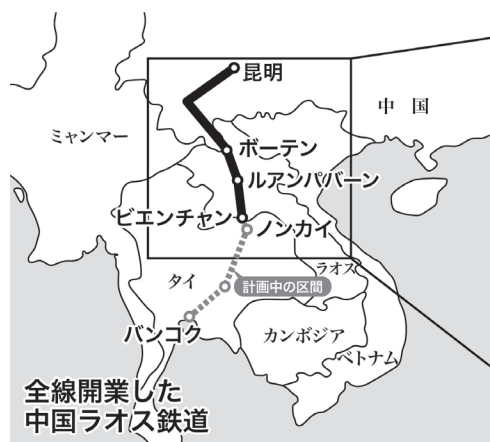 昆明
中国
ミャンマー
ボーテン
ルアンパバーン
ビエンチャン
ノンカイ
ラオス
タイ
計画中の区間
バンコク
カンボジア
ベトナム
全線開業した
中国ラオス鉄道